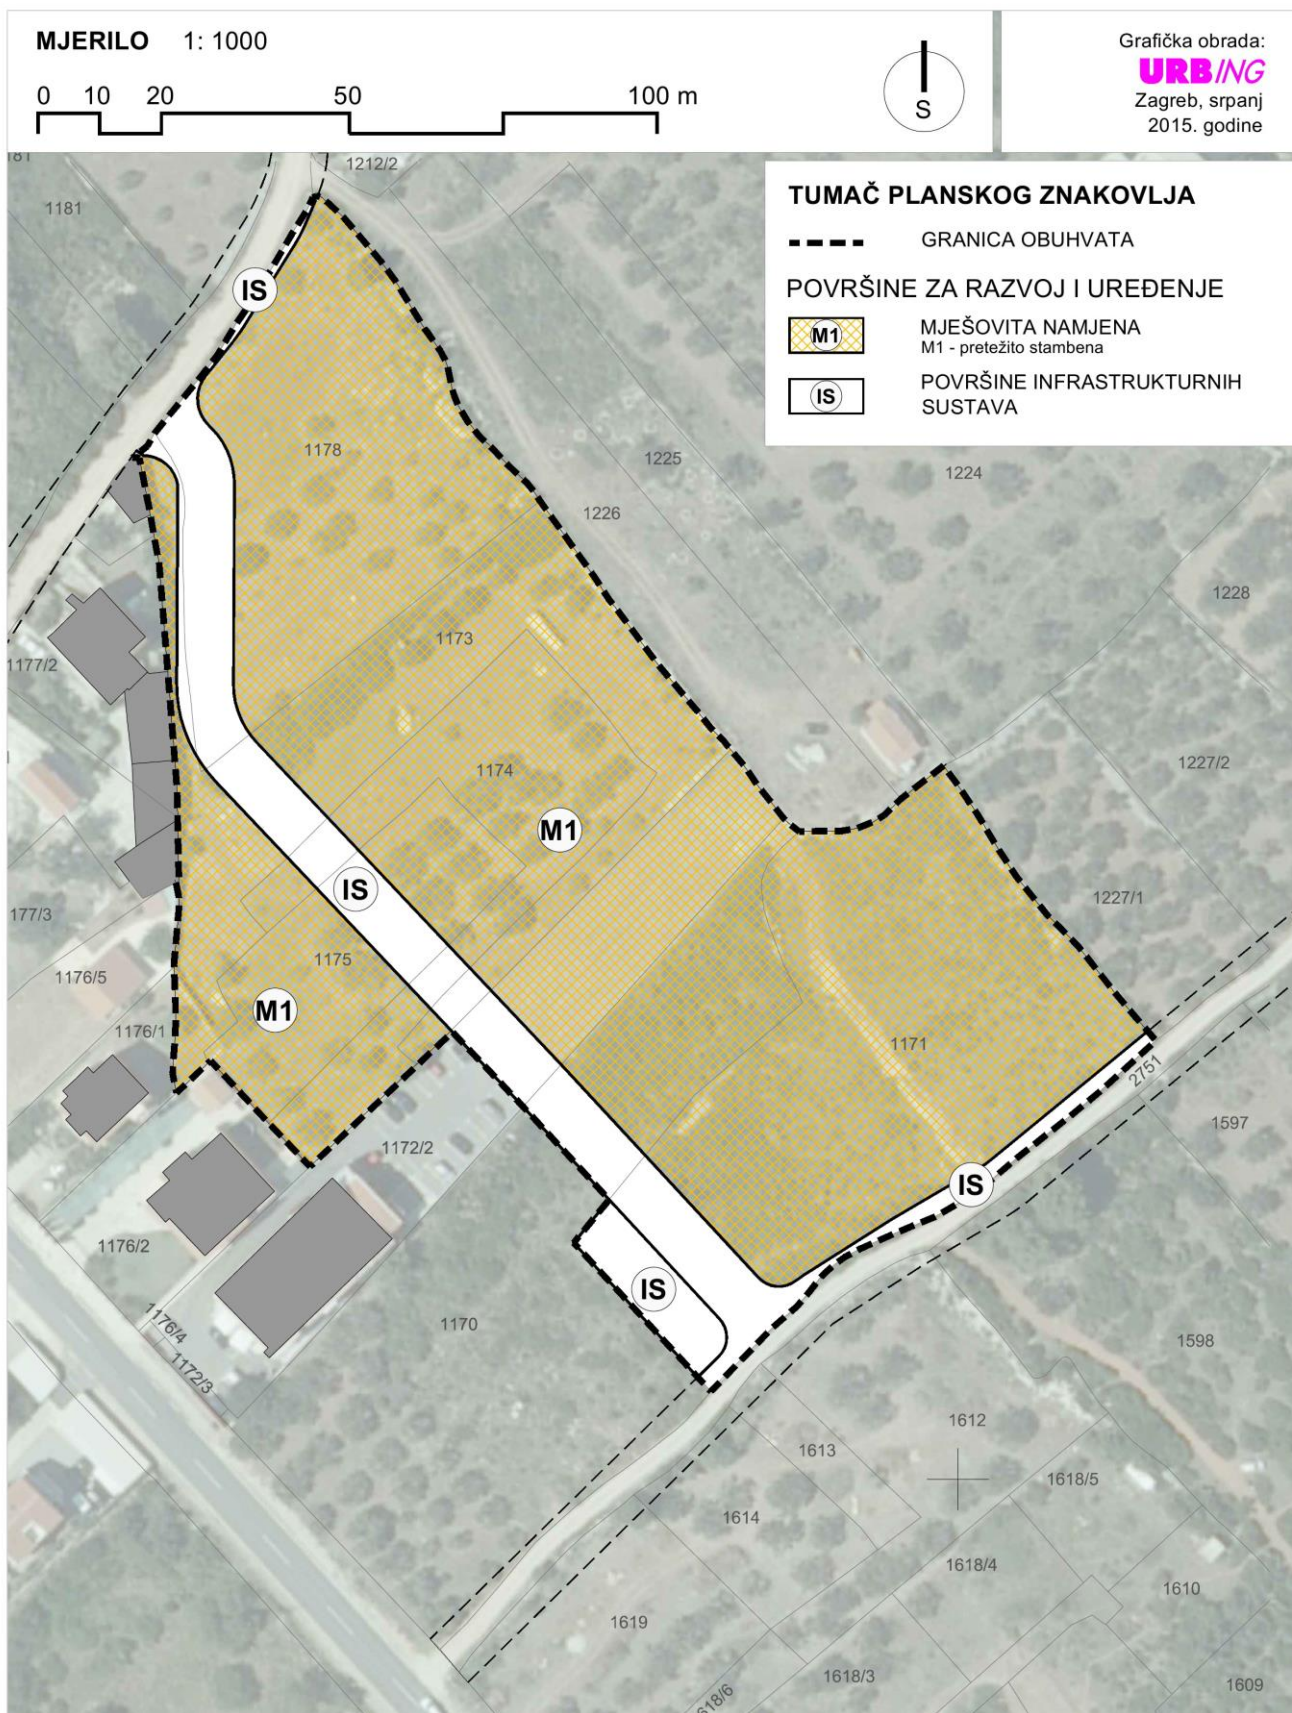 MJERILO 1: 1000
0 10 20 50 100 m
S
Grafička obrada:
URBING
Zagreb, srpanj
2015. godine
TUMAČ PLANSKOG ZNAKOVLJA
GRANICA OBUHVATA
POVRŠINE ZA RAZVOJ I UREĐENJE
M1
MJEŠOVITA NAMJENA
M1 - pretežito stambena
IS
POVRŠINE INFRASTRUKTURNIH
SUSTAVA
1212/2
1181
IS
1178
1225
1224
1226
1228
1173
1177/2
1174
1227/2
M1
IS
1227/1
177/3
1175
1176/5
M1
1176/1
1171
2751
1597
1172/2
IS
1176/2
IS
1170
1176/4
1598
1172/3
1612
1613
1618/5
1614
1618/4
1610
1619
1618/3
1609
618/6